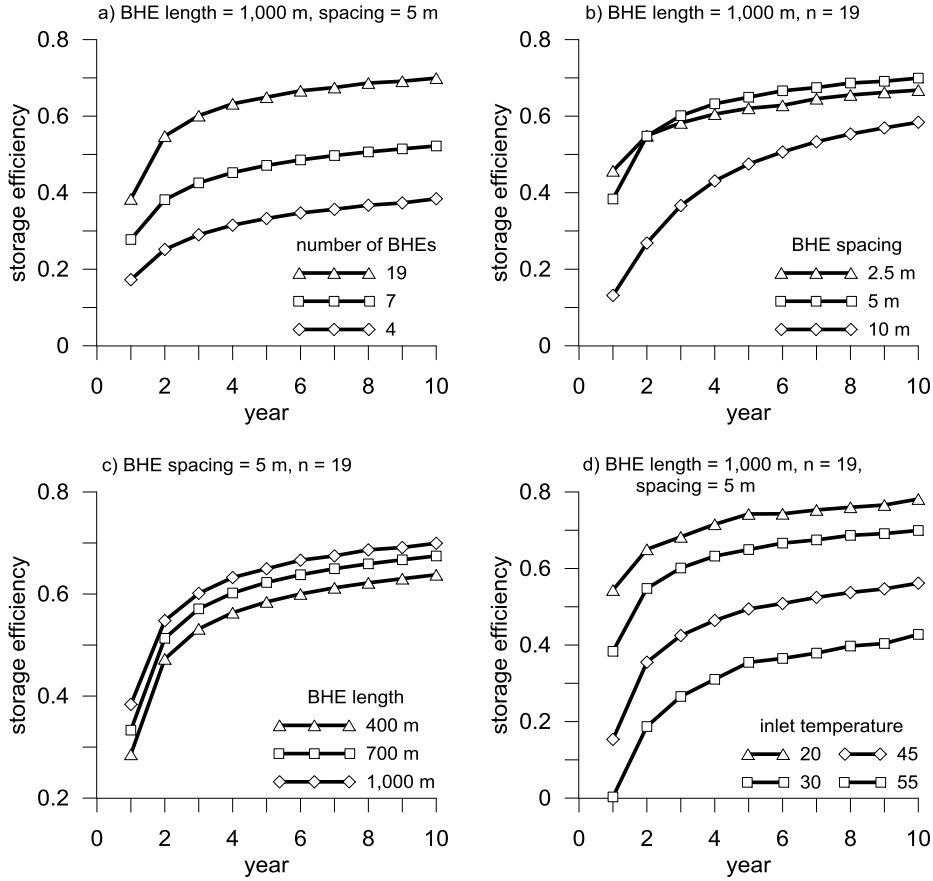 a) BHE length = 1,000 m, spacing = 5 m
0.8
0.6
0.4
0.2
0
storage efficiency
number of BHEs
19
7
4
0 2 4 6 8 10
year
b) BHE length = 1,000 m, n = 19
0.8
0.6
0.4
0.2
0
storage efficiency
BHE spacing
2.5 m
5 m
10 m
0 2 4 6 8 10
year
c) BHE spacing = 5 m, n = 19
0.8
0.6
0.4
0.2
storage efficiency
BHE length
400 m
700 m
1,000 m
0 2 4 6 8 10
year
d) BHE length = 1,000 m, n = 19,
spacing = 5 m
0.8
0.6
0.4
0.2
0
storage efficiency
inlet temperature
20 45
30 55
0 2 4 6 8 10
year